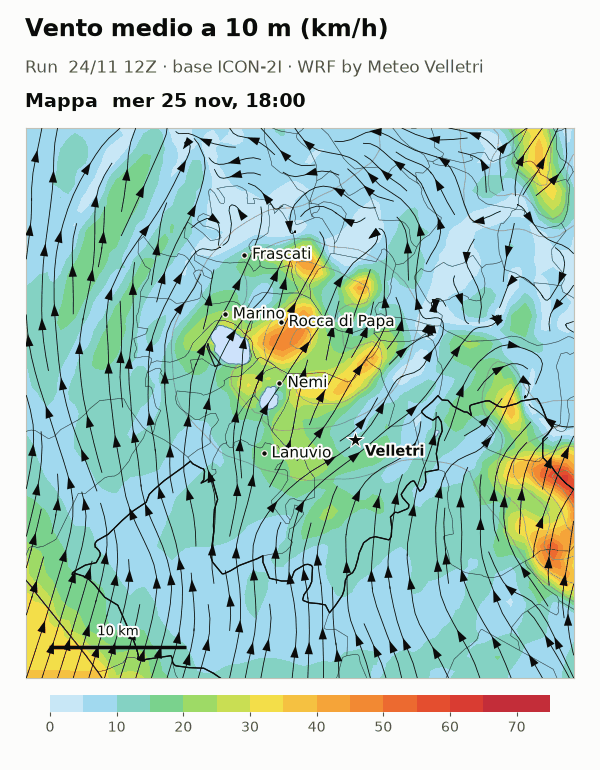 Vento medio a 10 m (km/h)
Run 24/11 12Z · base ICON-2I · WRF by Meteo Velletri
Mappa mer 25 nov, 18:00
Frascati
Marino
Rocca di Papa
Nemi
Velletri
Lanuvio
10 km
0 10 20 30 40 50 60 70